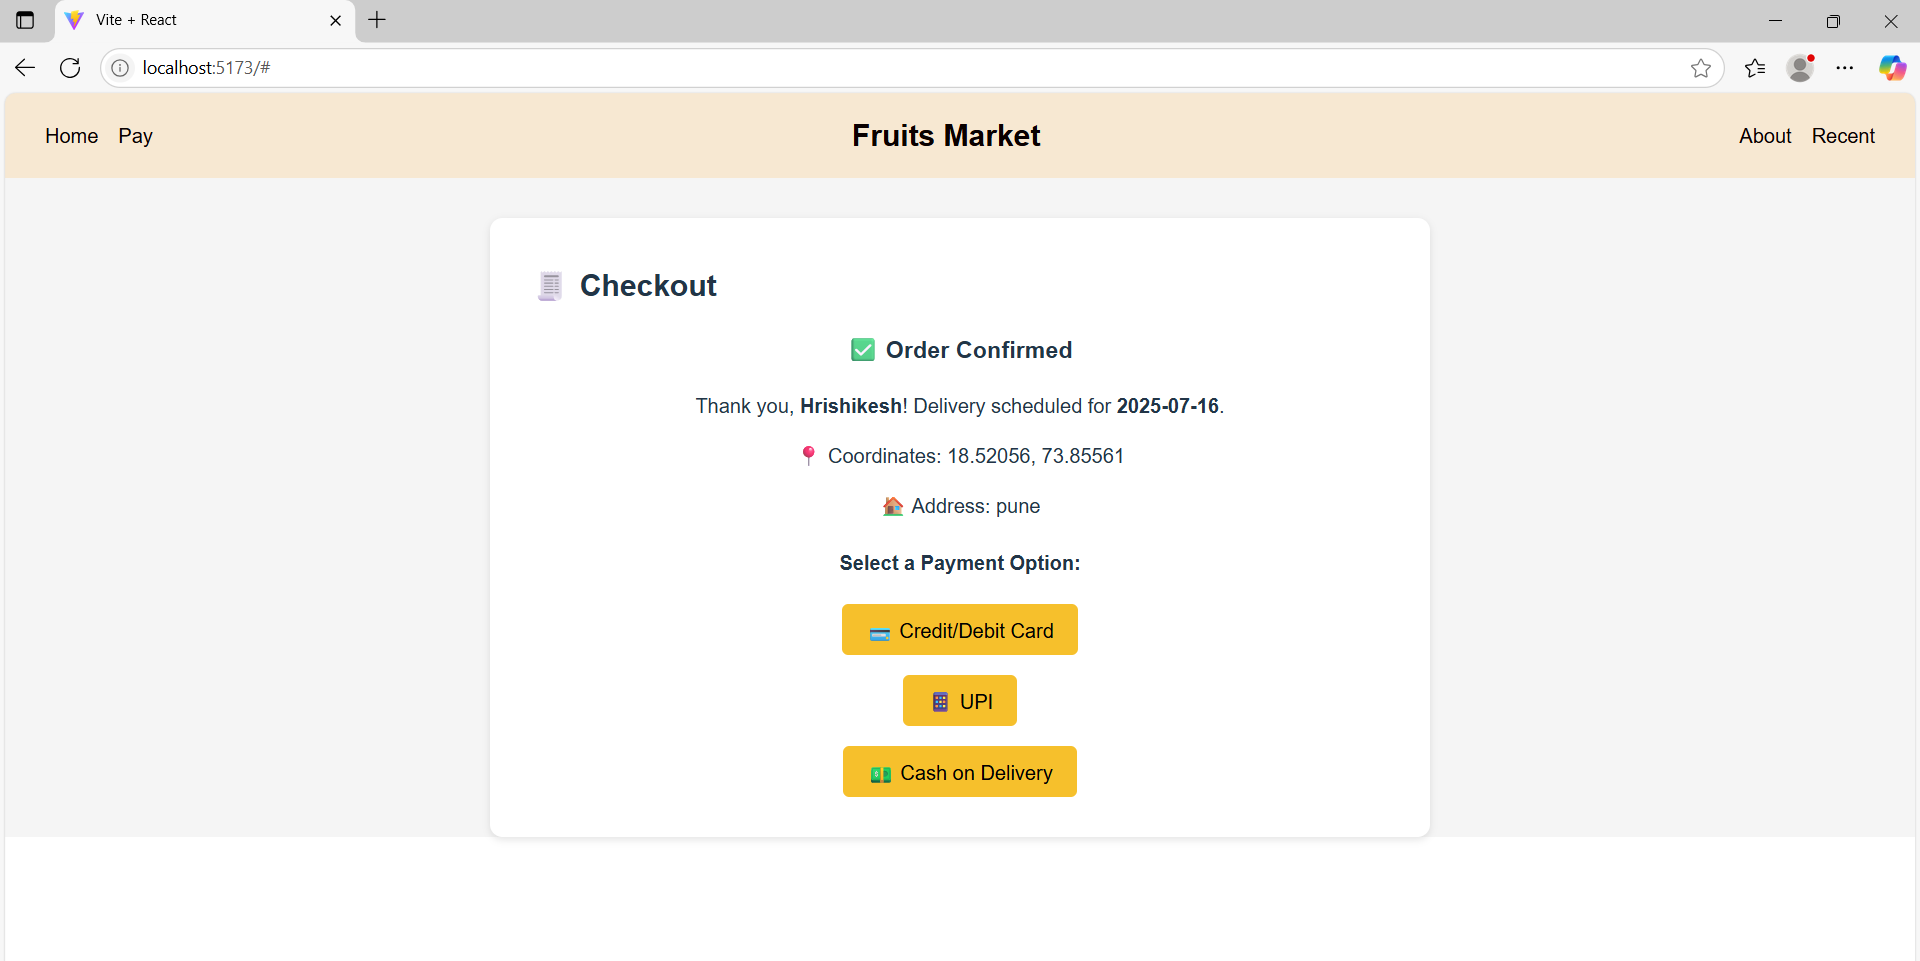 Vite + React
localhost:5173/#
Home Pay Fruits Market About Recent
Checkout
Order Confirmed
Thank you, Hrishikesh! Delivery scheduled for 2025-07-16.
Coordinates: 18.52056, 73.85561
Address: pune
Select a Payment Option:
Credit/Debit Card
UPI
Cash on Delivery